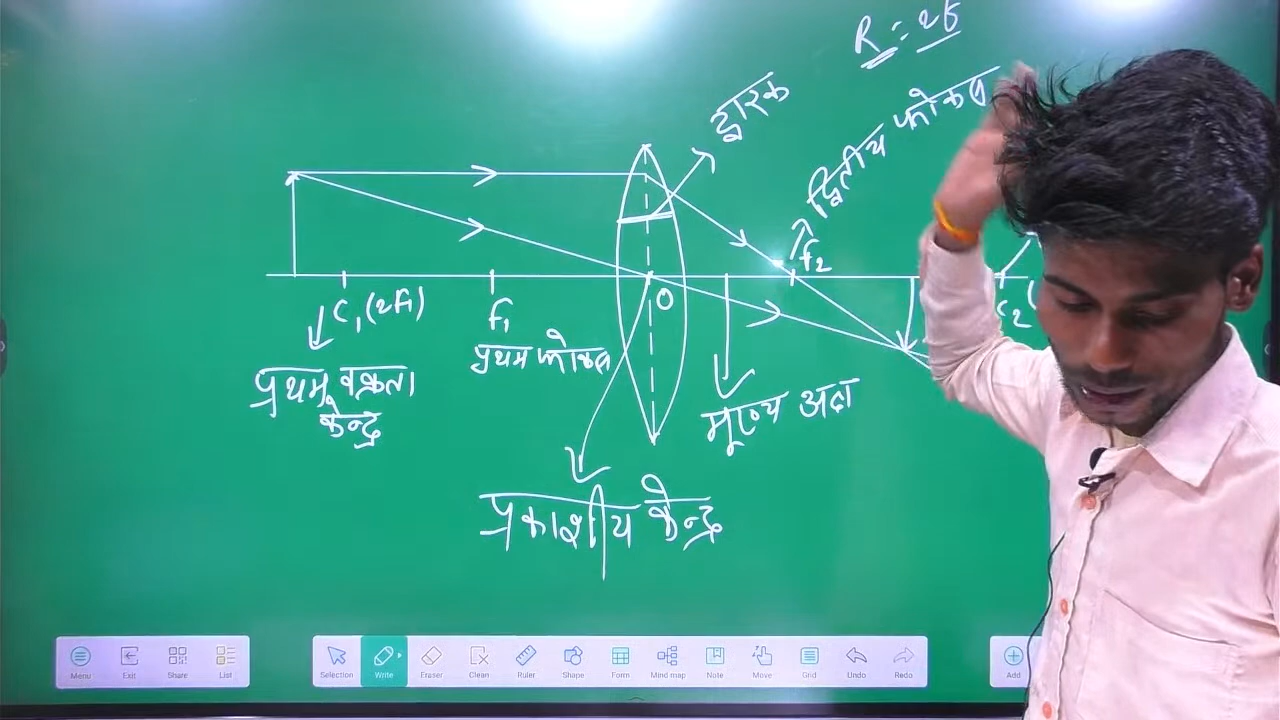 R = 2f
द्वारक
द्वितीय फोकस
f₂
O
C₁(2f₁)
f₁
C₂(
प्रथम फोकस
प्रथम वक्रता
केन्द्र
मुख्य अक्ष
प्रकाशीय केन्द्र
Menu
Exit
Share
List
Selection
Write
Eraser
Clean
Ruler
Shape
Form
Mind map
Note
Move
Grid
Undo
Redo
Add